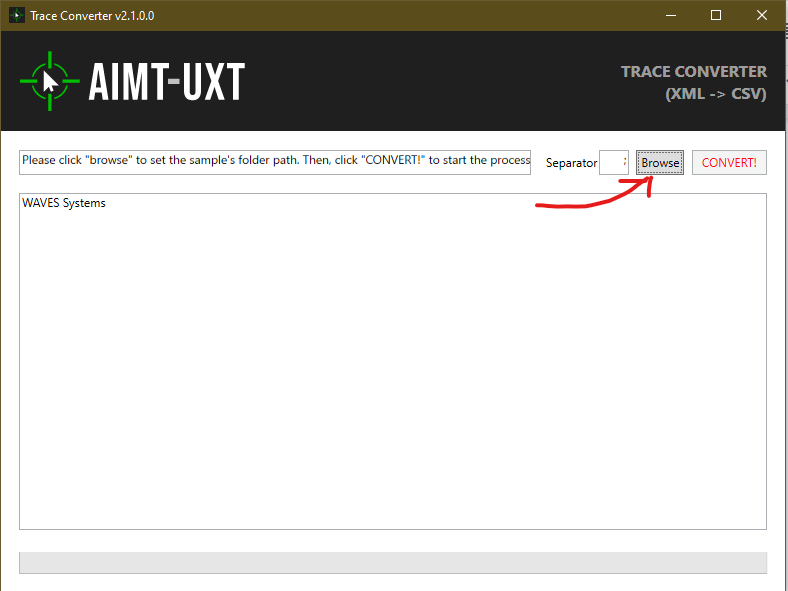 Trace Converter v2.1.0.0
AIMT-UXT
TRACE CONVERTER
(XML -> CSV)
Please click "browse" to set the sample's folder path. Then, click "CONVERT!" to start the process
Separator ; Browse CONVERT!
WAVES Systems